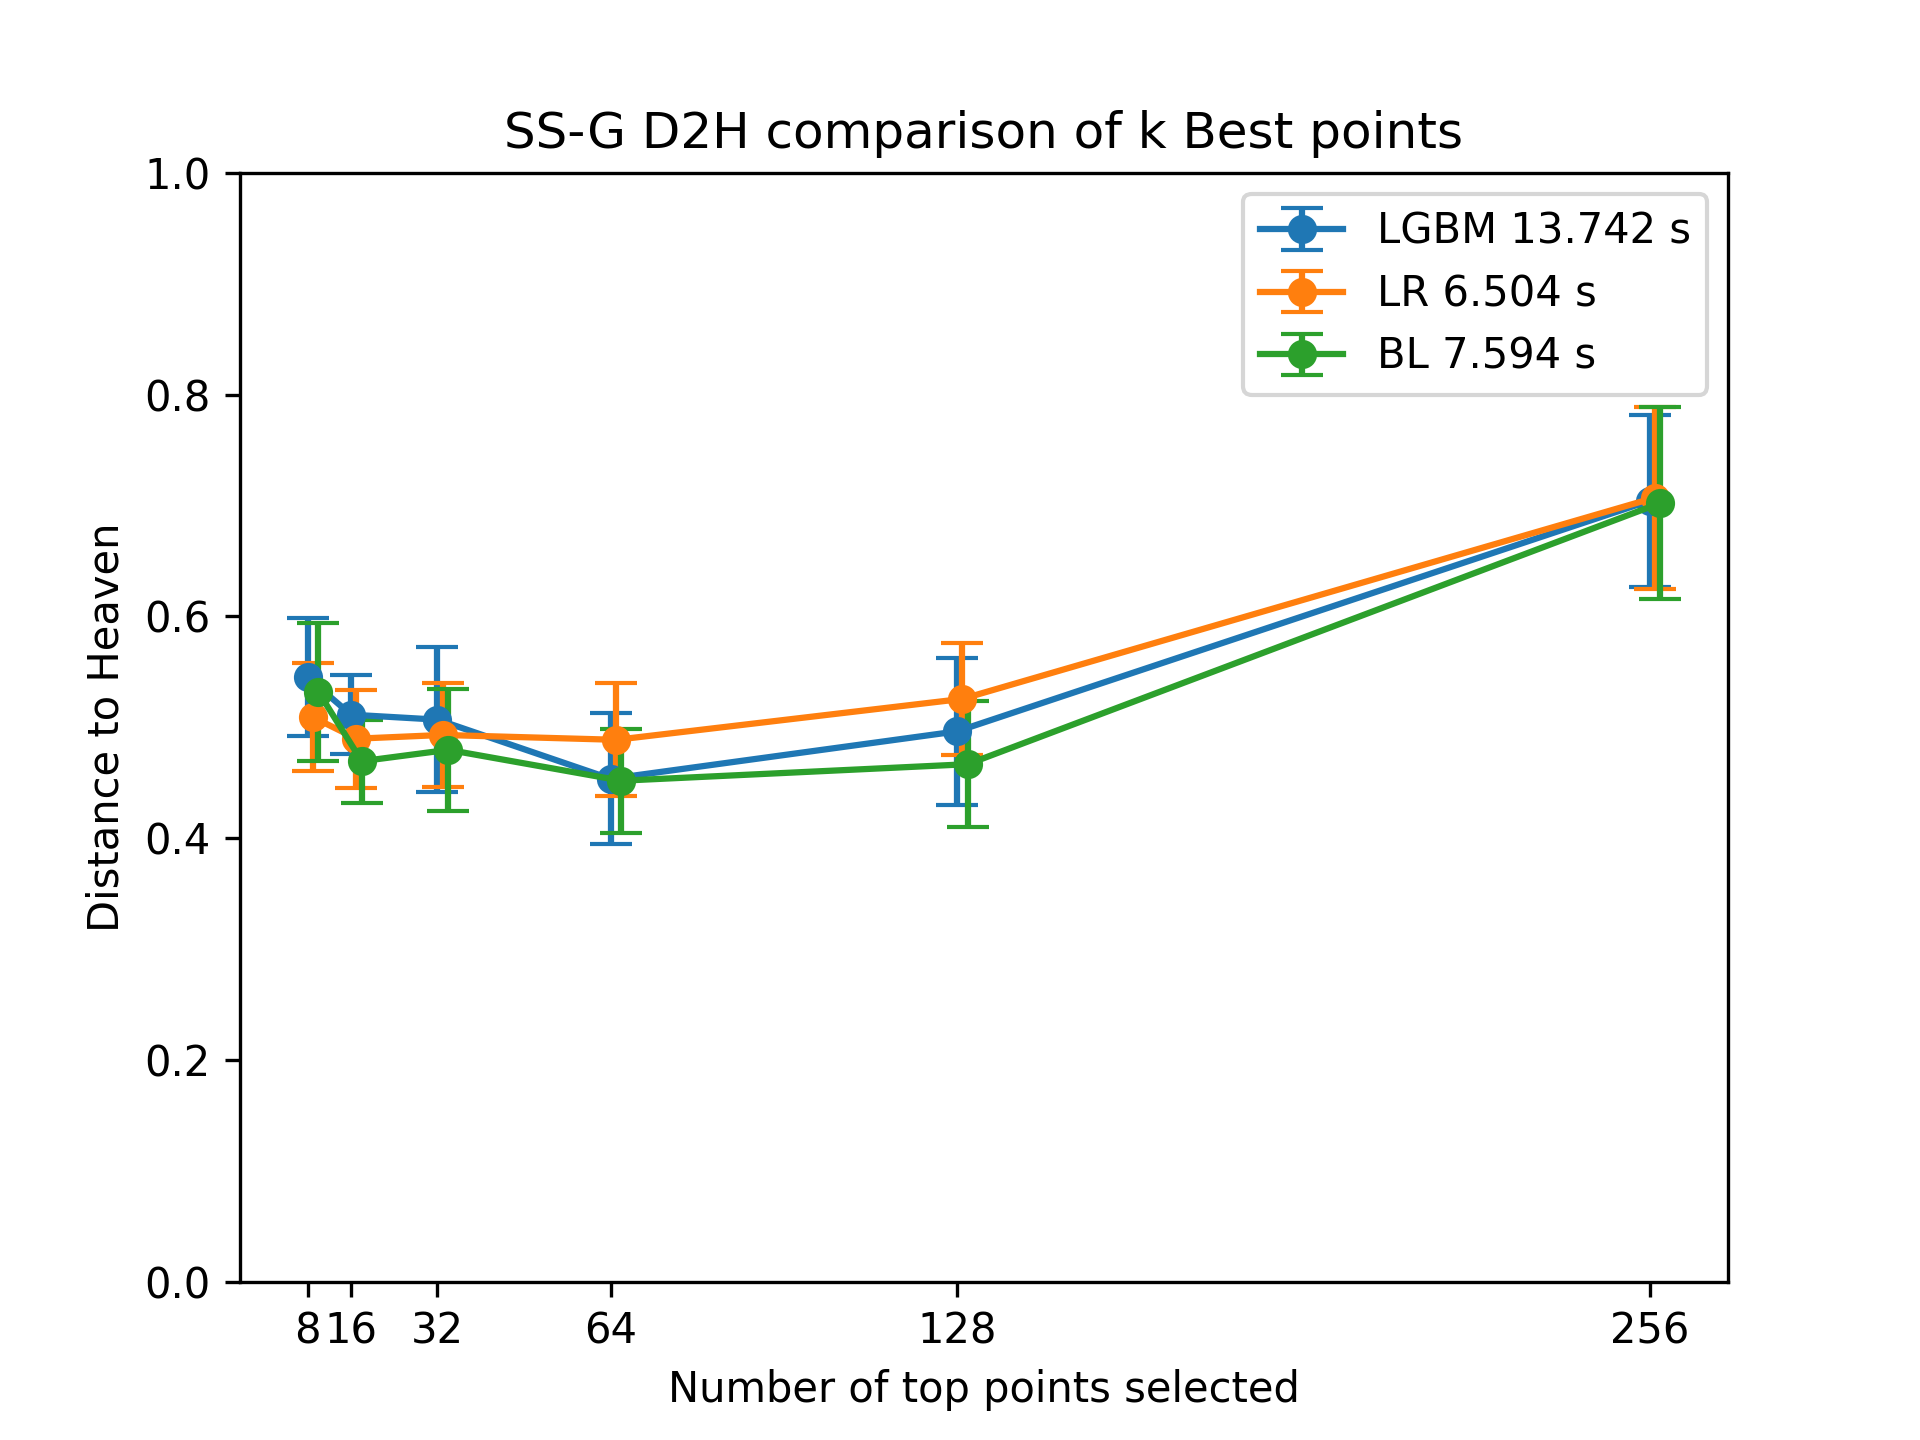 SS-G D2H comparison of k Best points
1.0
0.8
0.6
0.4
0.2
0.0
Distance to Heaven
LGBM 13.742 s
LR 6.504 s
BL 7.594 s
8 16 32 64 128 256
Number of top points selected